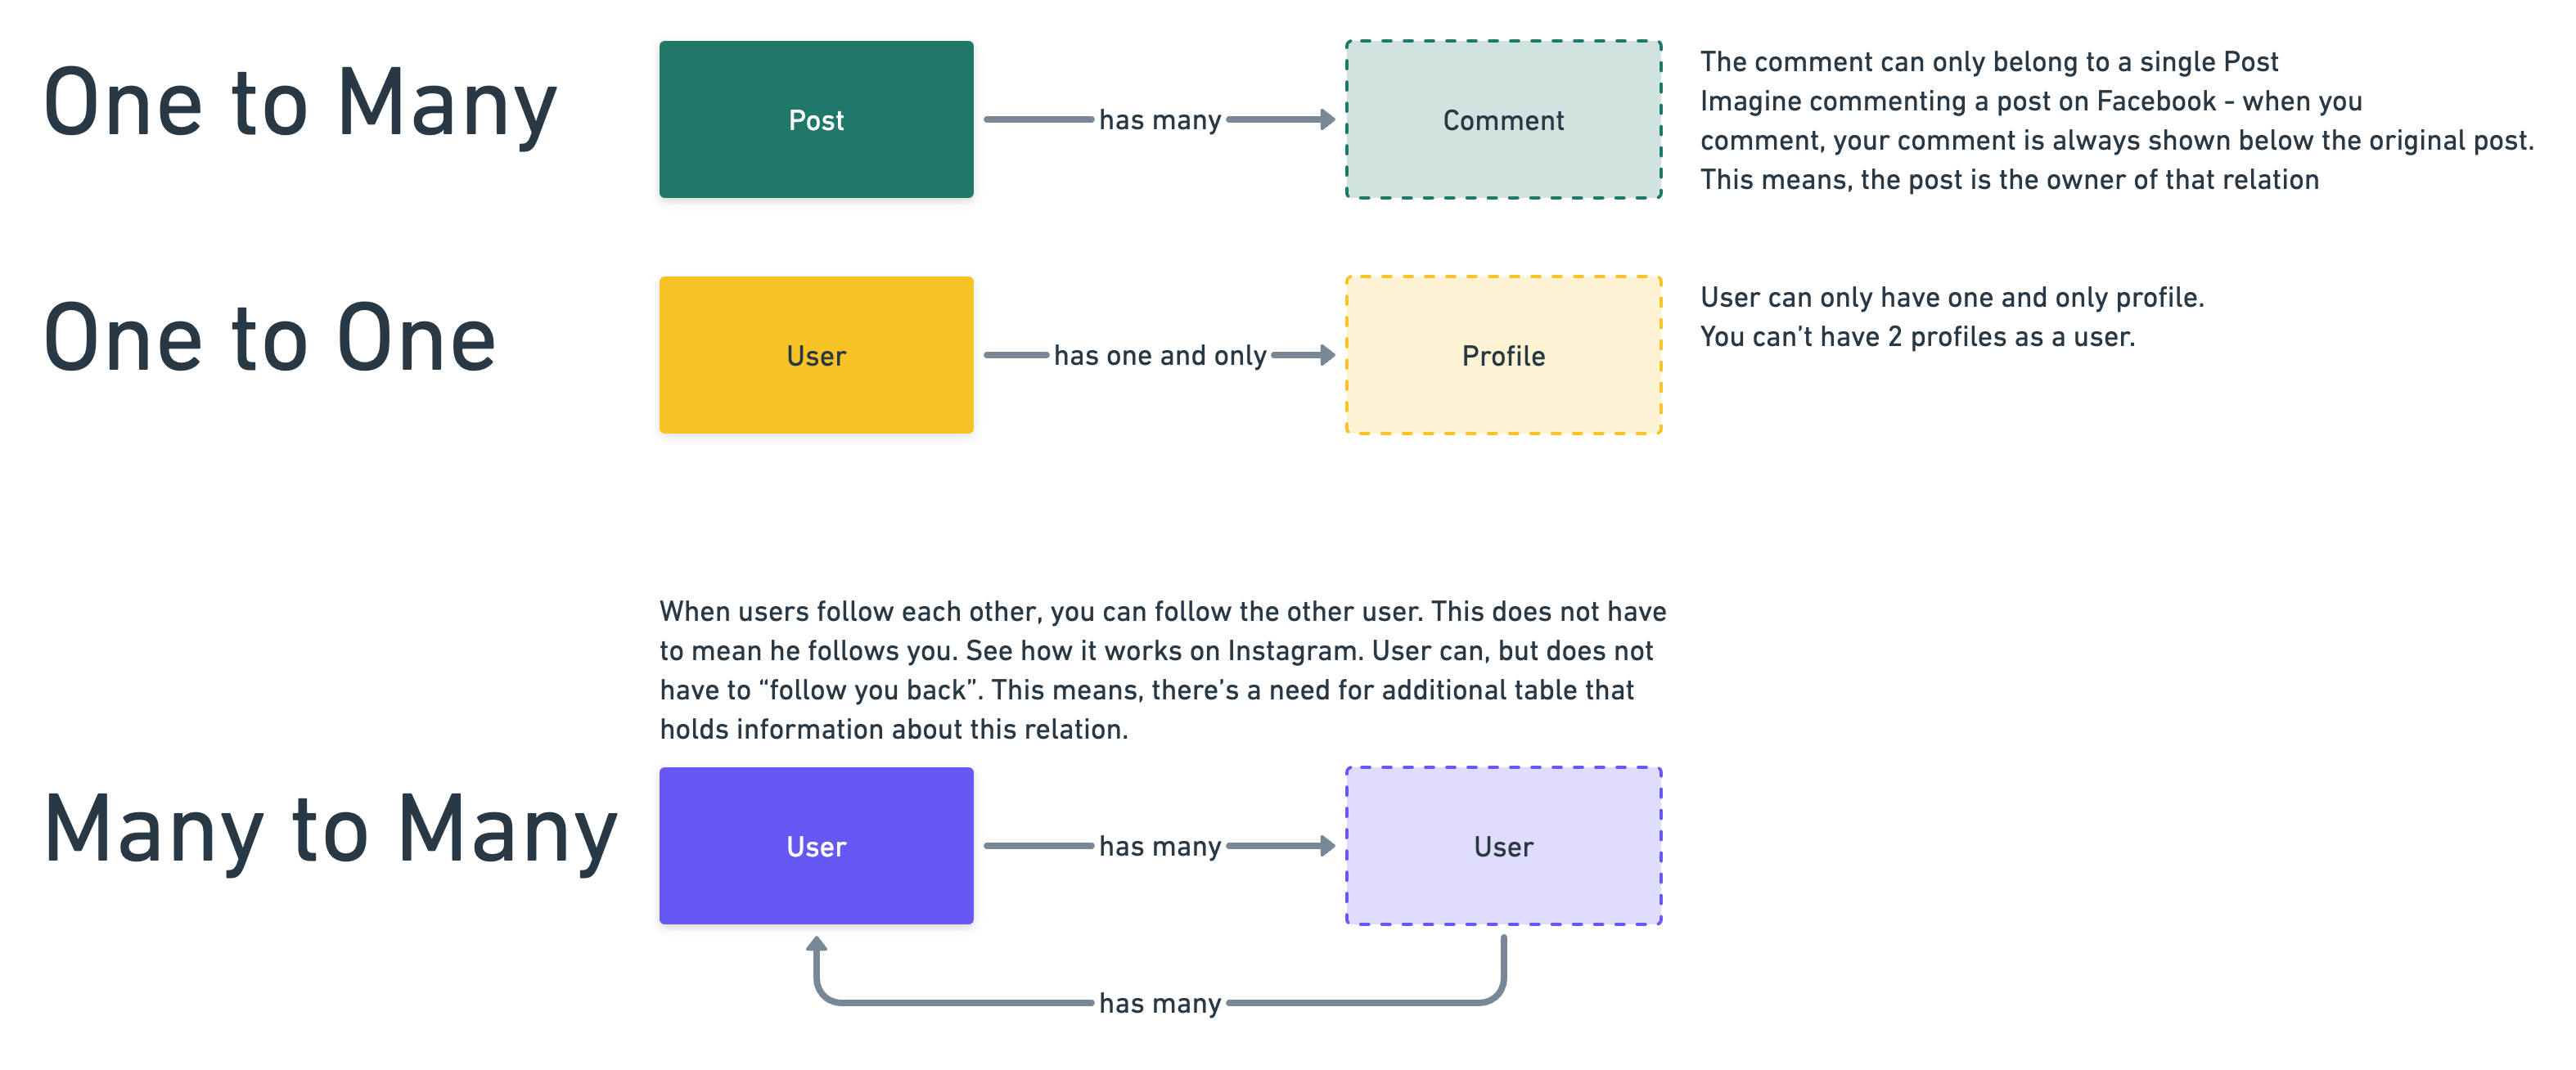 One to Many
Post
has many
Comment
The comment can only belong to a single Post
Imagine commenting a post on Facebook - when you
comment, your comment is always shown below the original post.
This means, the post is the owner of that relation
One to One
User
has one and only
Profile
User can only have one and only profile.
You can’t have 2 profiles as a user.
When users follow each other, you can follow the other user. This does not have
to mean he follows you. See how it works on Instagram. User can, but does not
have to “follow you back”. This means, there’s a need for additional table that
holds information about this relation.
Many to Many
User
has many
User
has many